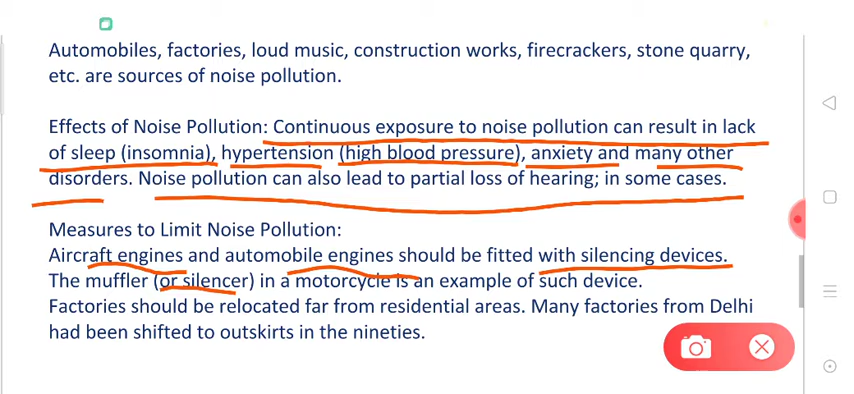 Automobiles, factories, loud music, construction works, firecrackers, stone quarry,
etc. are sources of noise pollution.
Effects of Noise Pollution: Continuous exposure to noise pollution can result in lack
of sleep (insomnia), hypertension (high blood pressure), anxiety and many other
disorders. Noise pollution can also lead to partial loss of hearing; in some cases.
Measures to Limit Noise Pollution:
Aircraft engines and automobile engines should be fitted with silencing devices.
The muffler (or silencer) in a motorcycle is an example of such device.
Factories should be relocated far from residential areas. Many factories from Delhi
had been shifted to outskirts in the nineties.